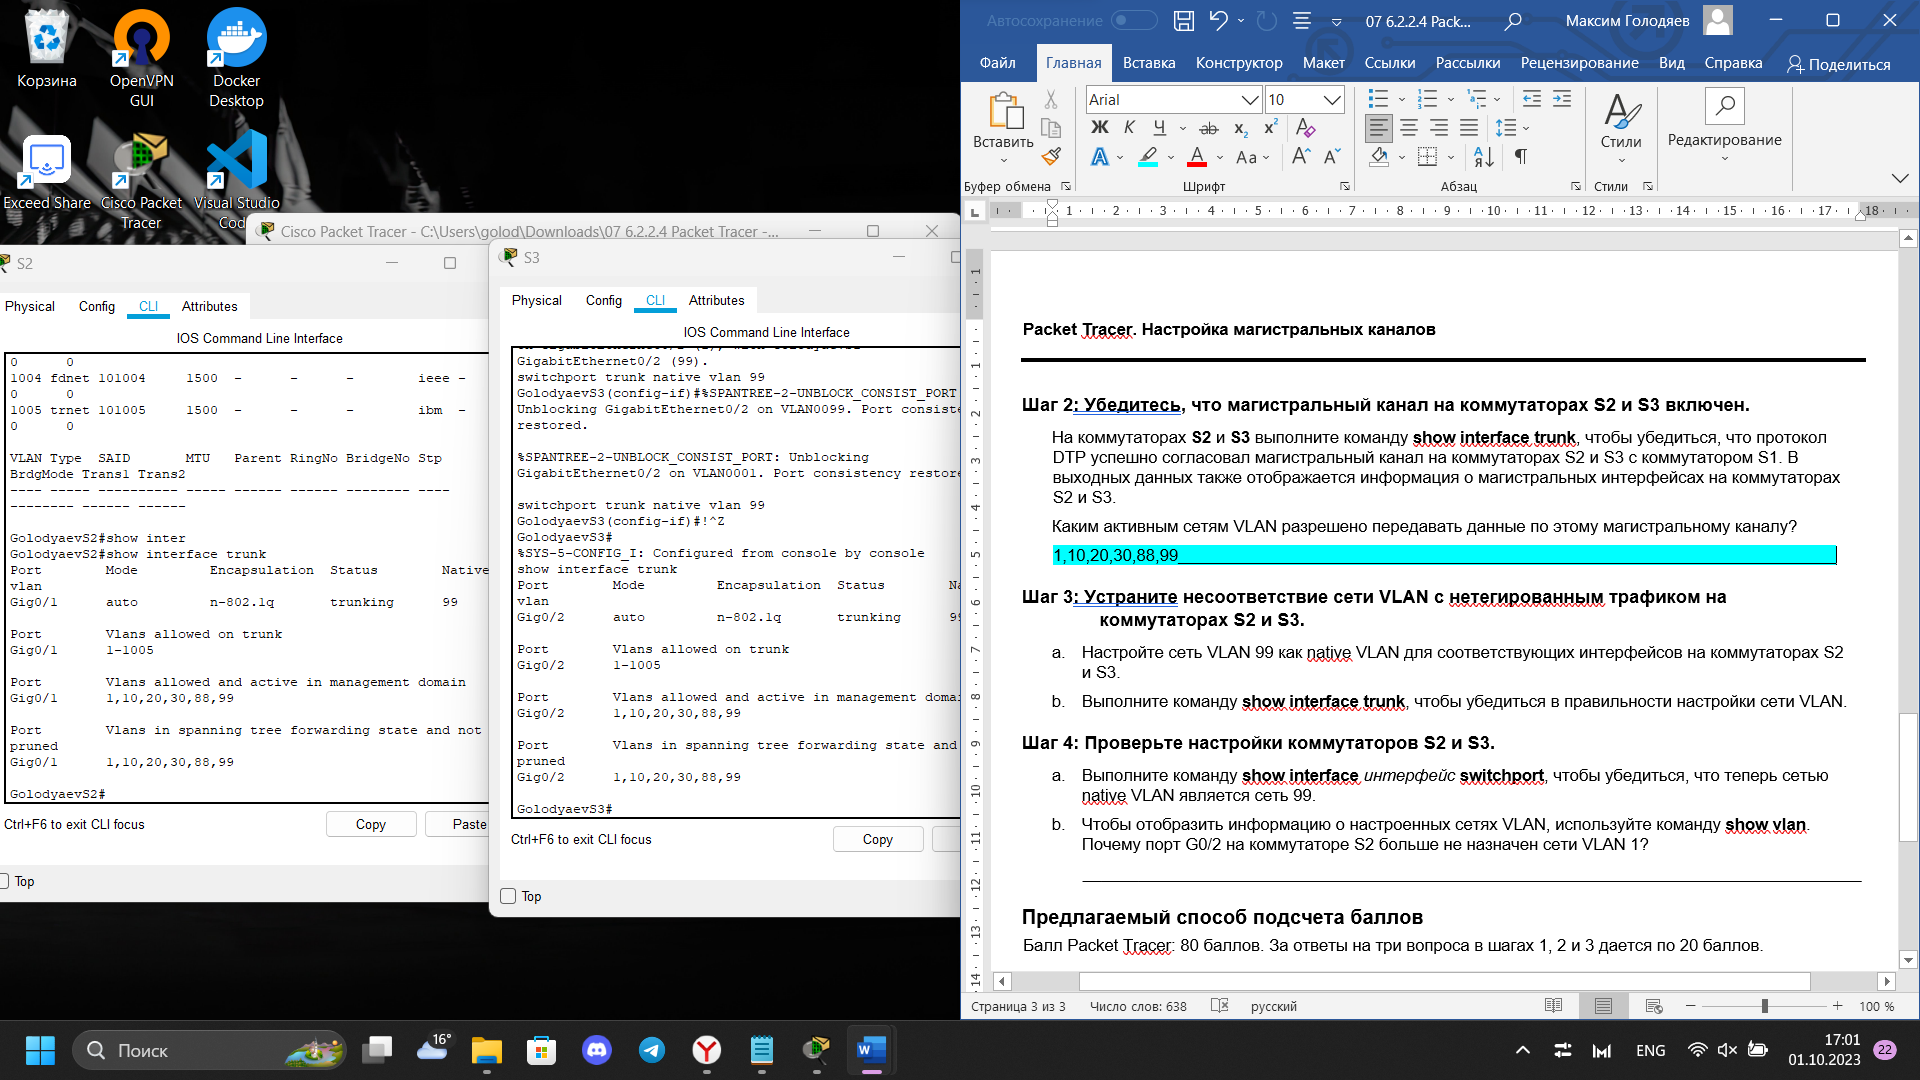 Корзина
OpenVPN GUI
Docker Desktop
Exceed Share
Cisco Packet Tracer
Visual Studio
Cisco Packet Tracer - C:\Users\golod\Downloads\07 6.2.2.4 Packet Tracer -...
S2
Physical Config CLI Attributes
IOS Command Line Interface
0 0
1004 fdnet 101004 1500 - - - ieee -
0 0
1005 trnet 101005 1500 - - - ibm -
0 0
VLAN Type SAID MTU Parent RingNo BridgeNo Stp
BrdgMode Trans1 Trans2
---- ----- ---------- ----- ------ ------ -------- ----
-------- ------ ------
GolodyaevS2#show inter
GolodyaevS2#show interface trunk
Port Mode Encapsulation Status Native
vlan
Gig0/1 auto n-802.1q trunking 99
Port Vlans allowed on trunk
Gig0/1 1-1005
Port Vlans allowed and active in management domain
Gig0/1 1,10,20,30,88,99
Port Vlans in spanning tree forwarding state and not
pruned
Gig0/1 1,10,20,30,88,99
GolodyaevS2#
Ctrl+F6 to exit CLI focus
Copy
Paste
Top
S3
Physical Config CLI Attributes
IOS Command Line Interface
GigabitEthernet0/2 (99).
switchport trunk native vlan 99
GolodyaevS3(config-if)#%SPANTREE-2-UNBLOCK_CONSIST_PORT
Unblocking GigabitEthernet0/2 on VLAN0099. Port consiste
restored.
%SPANTREE-2-UNBLOCK_CONSIST_PORT: Unblocking
GigabitEthernet0/2 on VLAN0001. Port consistency restore
switchport trunk native vlan 99
GolodyaevS3(config-if)#!^Z
GolodyaevS3#
%SYS-5-CONFIG_I: Configured from console by console
show interface trunk
Port Mode Encapsulation Status Na
vlan
Gig0/2 auto n-802.1q trunking 99
Port Vlans allowed on trunk
Gig0/2 1-1005
Port Vlans allowed and active in management domai
Gig0/2 1,10,20,30,88,99
Port Vlans in spanning tree forwarding state and
pruned
Gig0/2 1,10,20,30,88,99
GolodyaevS3#
Ctrl+F6 to exit CLI focus
Copy
Top
Автосохранение
07 6.2.2.4 Pack...
Максим Голодяев
Файл Главная Вставка Конструктор Макет Ссылки Рассылки Рецензирование Вид Справка Поделиться
Вставить
Arial 10
Ж К Ч
Стили
Редактирование
Буфер обмена Шрифт Абзац Стили
1 2 3 4 5 6 7 8 9 10 11 12 13 14 15 16 17 18
Packet Tracer. Настройка магистральных каналов
Шаг 2: Убедитесь, что магистральный канал на коммутаторах S2 и S3 включен.
На коммутаторах S2 и S3 выполните команду show interface trunk, чтобы убедиться, что протокол
DTP успешно согласовал магистральный канал на коммутаторах S2 и S3 с коммутатором S1. В
выходных данных также отображается информация о магистральных интерфейсах на коммутаторах
S2 и S3.
Каким активным сетям VLAN разрешено передавать данные по этому магистральному каналу?
1,10,20,30,88,99
Шаг 3: Устраните несоответствие сети VLAN с нетегированным трафиком на
коммутаторах S2 и S3.
a. Настройте сеть VLAN 99 как native VLAN для соответствующих интерфейсов на коммутаторах S2
и S3.
b. Выполните команду show interface trunk, чтобы убедиться в правильности настройки сети VLAN.
Шаг 4: Проверьте настройки коммутаторов S2 и S3.
a. Выполните команду show interface интерфейс switchport, чтобы убедиться, что теперь сетью
native VLAN является сеть 99.
b. Чтобы отобразить информацию о настроенных сетях VLAN, используйте команду show vlan.
Почему порт G0/2 на коммутаторе S2 больше не назначен сети VLAN 1?
Предлагаемый способ подсчета баллов
Балл Packet Tracer: 80 баллов. За ответы на три вопроса в шагах 1, 2 и 3 дается по 20 баллов.
Страница 3 из 3 Число слов: 638 русский 100 %
Поиск
16°
ENG
17:01
01.10.2023
22